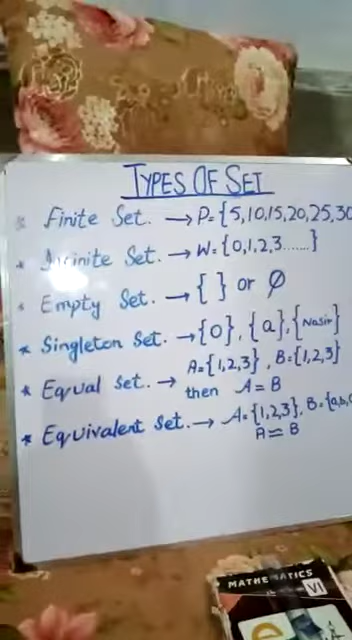 TYPES OF SET
* Finite Set. → P={5,10,15,20,25,30
* Infinite Set. → W={0,1,2,3......}
* Empty Set. → { } or Ø
* Singleton Set. → {0}, {a}, {Nasir}
* Equal Set. → A={1,2,3}, B={1,2,3}
then A = B
* Equivalent Set. → A={1,2,3}, B={a,b,
A ≃ B
MATHEMATICS
VI